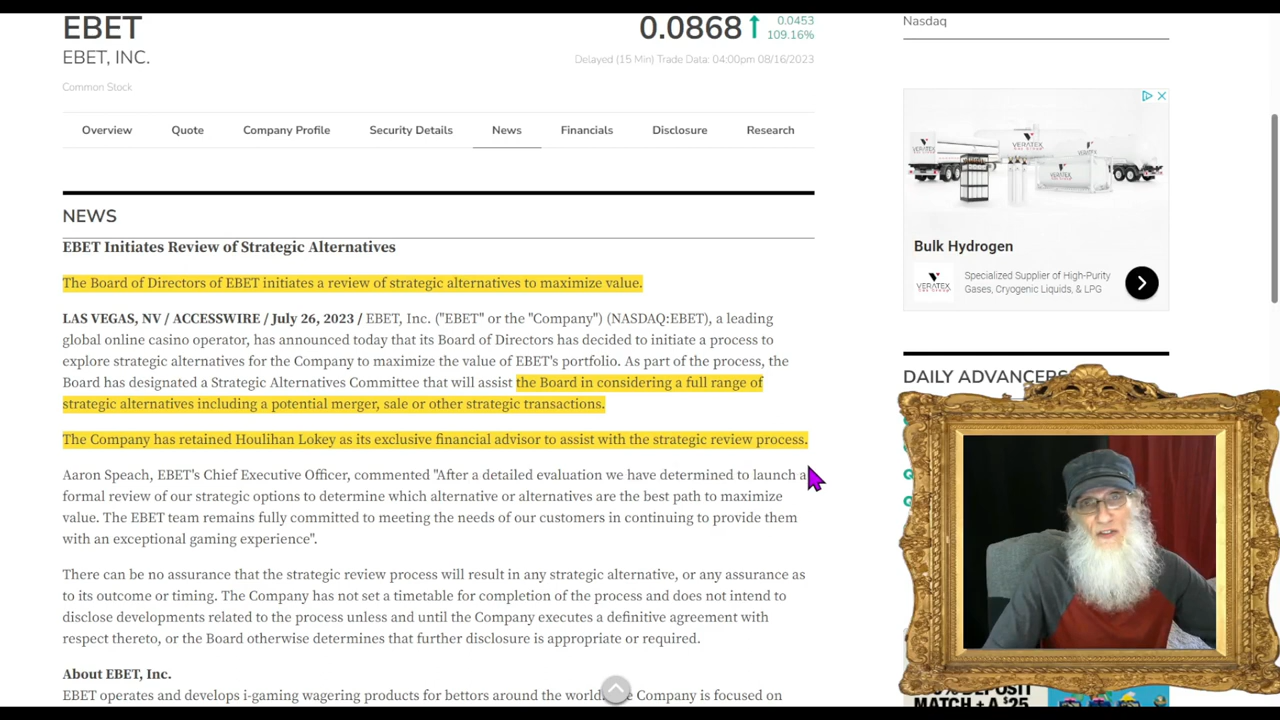 EBET
0.0868
0.0453
109.16%
EBET, INC.
Delayed (15 Min) Trade Data: 04:00pm 08/16/2023
Common Stock
Overview
Quote
Company Profile
Security Details
News
Financials
Disclosure
Research
NEWS
EBET Initiates Review of Strategic Alternatives
The Board of Directors of EBET initiates a review of strategic alternatives to maximize value.
LAS VEGAS, NV / ACCESSWIRE / July 26, 2023 / EBET, Inc. ("EBET" or the "Company") (NASDAQ:EBET), a leading
global online casino operator, has announced today that its Board of Directors has decided to initiate a process to
explore strategic alternatives for the Company to maximize the value of EBET's portfolio. As part of the process, the
Board has designated a Strategic Alternatives Committee that will assist the Board in considering a full range of
strategic alternatives including a potential merger, sale or other strategic transactions.
The Company has retained Houlihan Lokey as its exclusive financial advisor to assist with the strategic review process.
Aaron Speach, EBET's Chief Executive Officer, commented "After a detailed evaluation we have determined to launch a
formal review of our strategic options to determine which alternative or alternatives are the best path to maximize
value. The EBET team remains fully committed to meeting the needs of our customers in continuing to provide them
with an exceptional gaming experience".
There can be no assurance that the strategic review process will result in any strategic alternative, or any assurance as
to its outcome or timing. The Company has not set a timetable for completion of the process and does not intend to
disclose developments related to the process unless and until the Company executes a definitive agreement with
respect thereto, or the Board otherwise determines that further disclosure is appropriate or required.
About EBET, Inc.
EBET operates and develops i-gaming wagering products for bettors around the world. Company is focused on
Nasdaq
VERATEX
Bulk Hydrogen
VERATEX
Specialized Supplier of High-Purity
Gases, Cryogenic Liquids, & LPG
DAILY ADVANCERS
DEPOSIT
MATCH + A $25